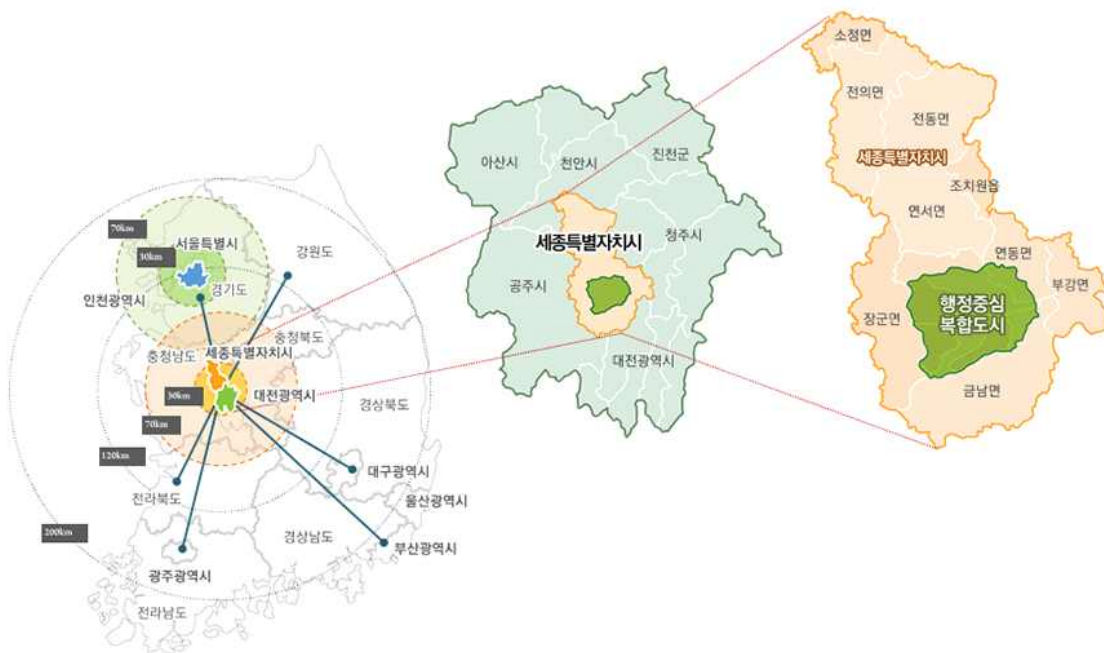 70km
서울특별시
30km
경기도
인천광역시
강원도
충청북도
충청남도
세종특별자치시
30km
대전광역시
70km
경상북도
120km
대구광역시
전라북도
울산광역시
200km
경상남도
부산광역시
광주광역시
전라남도
아산시
천안시
진천군
세종특별자치시
청주시
공주시
대전광역시
소정면
전의면
전동면
세종특별자치시
조치원읍
연서면
연동면
부강면
행정중심
복합도시
장군면
금남면